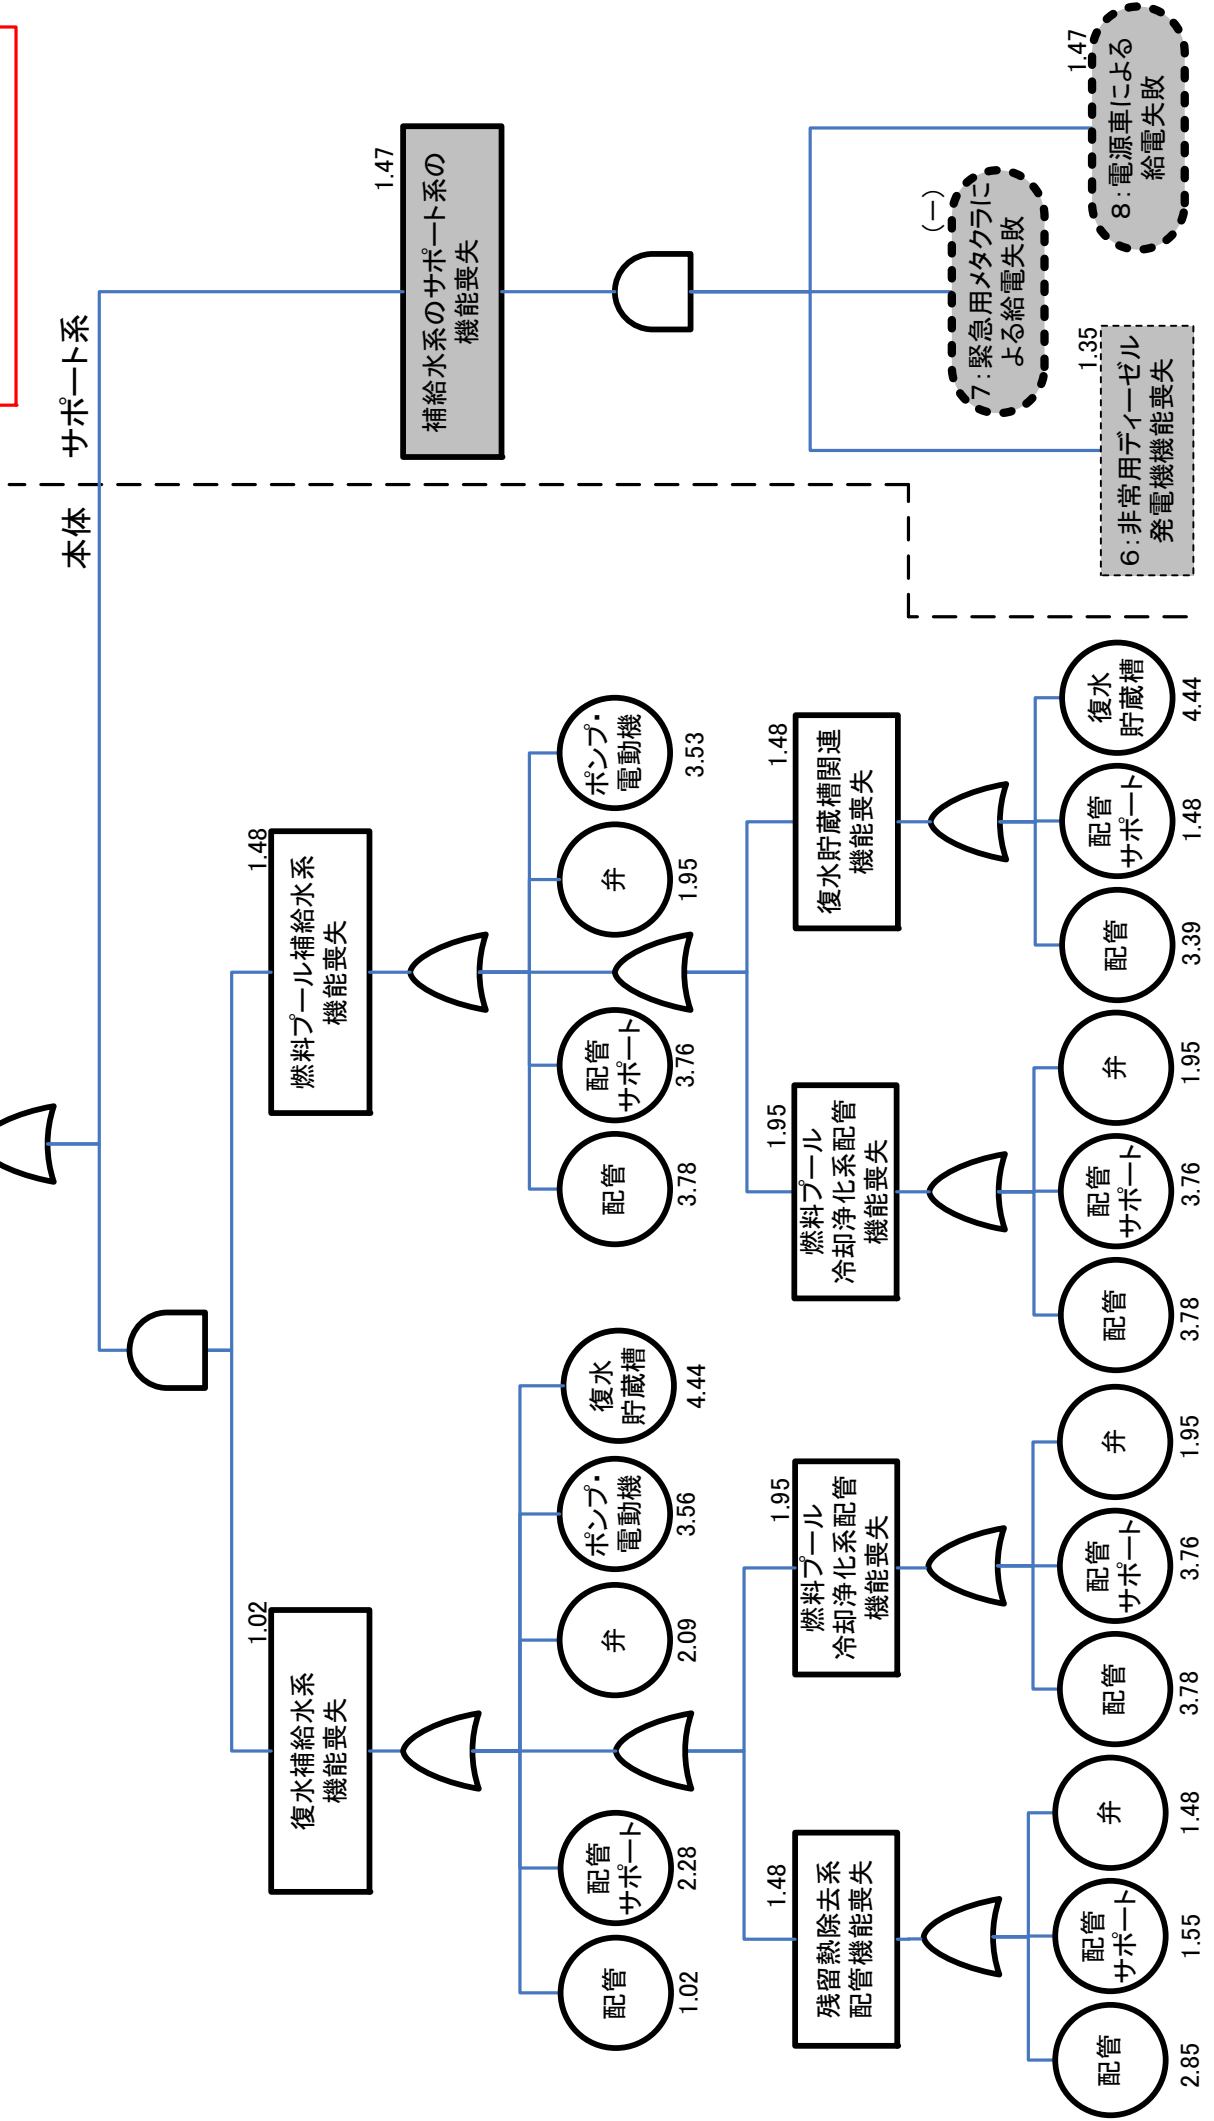 本体
サポート系
1.02
復水補給水系
機能喪失
1.48
燃料プール補給水系
機能喪失
1.47
補給水系のサポート系の
機能喪失
配管
1.02
配管
サポート
2.28
弁
2.09
ポンプ・
電動機
3.56
復水
貯蔵槽
4.44
配管
3.78
配管
サポート
3.76
弁
1.95
ポンプ・
電動機
3.53
1.48
残留熱除去系
配管機能喪失
1.95
燃料プール
冷却浄化系配管
機能喪失
1.95
燃料プール
冷却浄化系配管
機能喪失
1.48
復水貯蔵槽関連
機能喪失
配管
2.85
配管
サポート
1.55
弁
1.48
配管
3.78
配管
サポート
3.76
弁
1.95
配管
3.78
配管
サポート
3.76
弁
1.95
配管
3.39
配管
サポート
1.48
復水
貯蔵槽
4.44
1.35
6:非常用ディーゼル
発電機機能喪失
(―)
7:緊急用メタクラに
よる給電失敗
1.47
8:電源車による
給電失敗